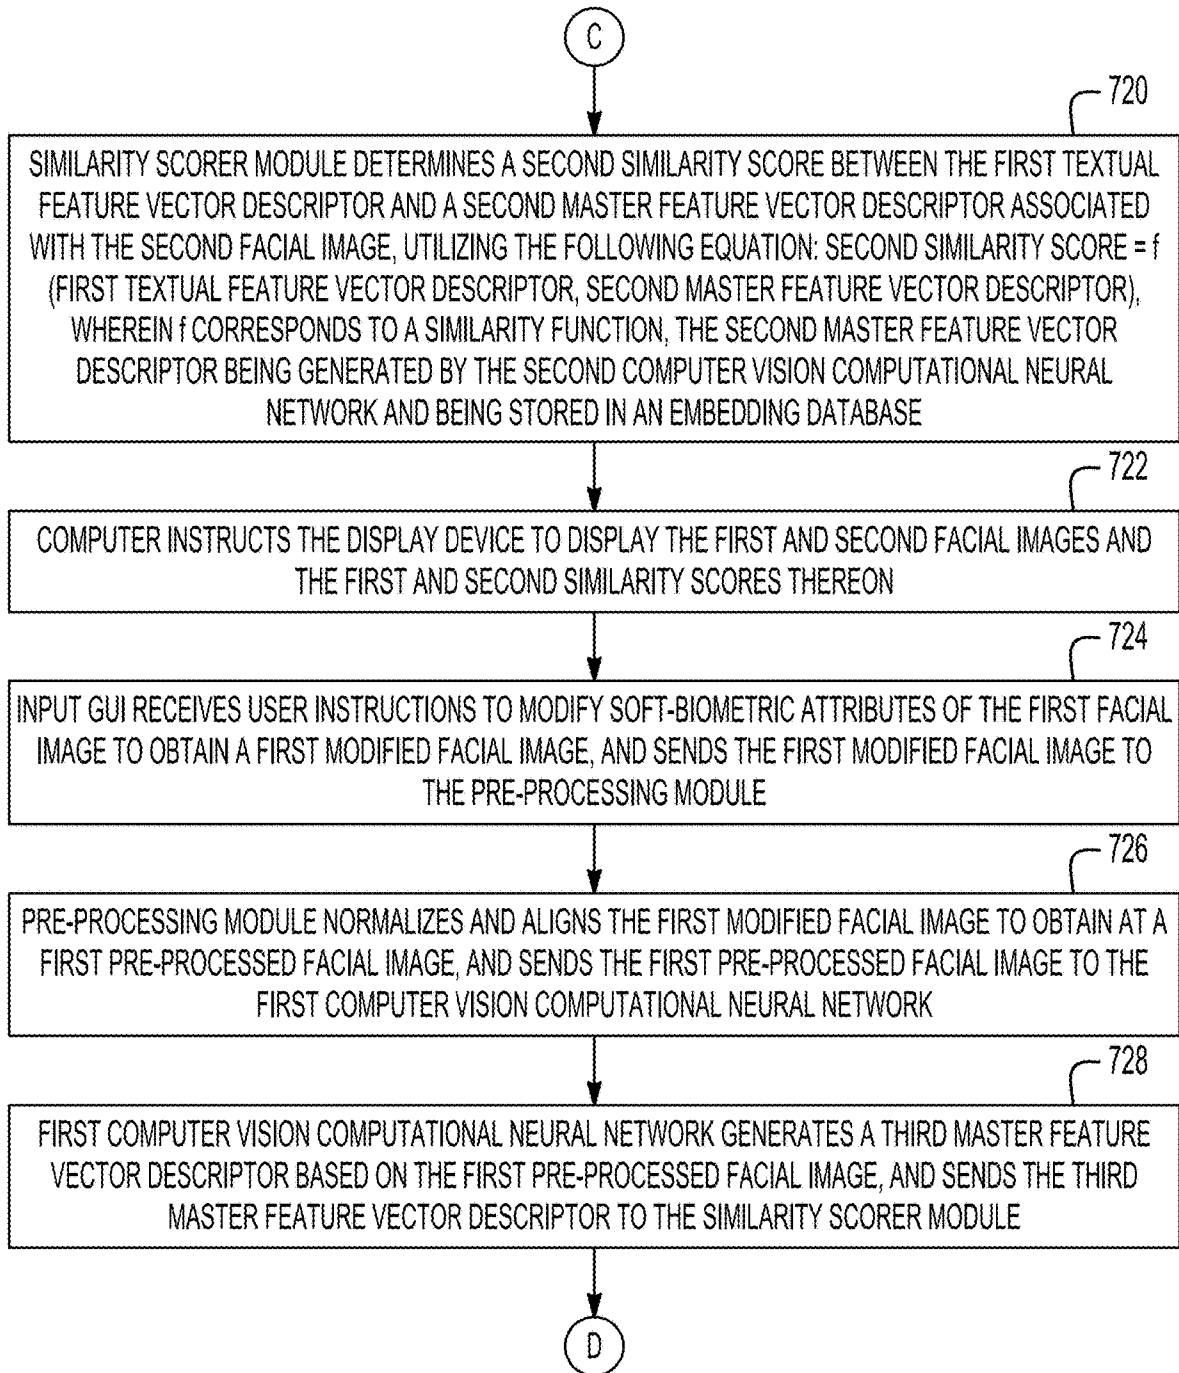 C
720
SIMILARITY SCORER MODULE DETERMINES A SECOND SIMILARITY SCORE BETWEEN THE FIRST TEXTUAL
FEATURE VECTOR DESCRIPTOR AND A SECOND MASTER FEATURE VECTOR DESCRIPTOR ASSOCIATED
WITH THE SECOND FACIAL IMAGE, UTILIZING THE FOLLOWING EQUATION: SECOND SIMILARITY SCORE = f
(FIRST TEXTUAL FEATURE VECTOR DESCRIPTOR, SECOND MASTER FEATURE VECTOR DESCRIPTOR),
WHEREIN f CORRESPONDS TO A SIMILARITY FUNCTION, THE SECOND MASTER FEATURE VECTOR
DESCRIPTOR BEING GENERATED BY THE SECOND COMPUTER VISION COMPUTATIONAL NEURAL
NETWORK AND BEING STORED IN AN EMBEDDING DATABASE
722
COMPUTER INSTRUCTS THE DISPLAY DEVICE TO DISPLAY THE FIRST AND SECOND FACIAL IMAGES AND
THE FIRST AND SECOND SIMILARITY SCORES THEREON
724
INPUT GUI RECEIVES USER INSTRUCTIONS TO MODIFY SOFT-BIOMETRIC ATTRIBUTES OF THE FIRST FACIAL
IMAGE TO OBTAIN A FIRST MODIFIED FACIAL IMAGE, AND SENDS THE FIRST MODIFIED FACIAL IMAGE TO
THE PRE-PROCESSING MODULE
726
PRE-PROCESSING MODULE NORMALIZES AND ALIGNS THE FIRST MODIFIED FACIAL IMAGE TO OBTAIN AT A
FIRST PRE-PROCESSED FACIAL IMAGE, AND SENDS THE FIRST PRE-PROCESSED FACIAL IMAGE TO THE
FIRST COMPUTER VISION COMPUTATIONAL NEURAL NETWORK
728
FIRST COMPUTER VISION COMPUTATIONAL NEURAL NETWORK GENERATES A THIRD MASTER FEATURE
VECTOR DESCRIPTOR BASED ON THE FIRST PRE-PROCESSED FACIAL IMAGE, AND SENDS THE THIRD
MASTER FEATURE VECTOR DESCRIPTOR TO THE SIMILARITY SCORER MODULE
D